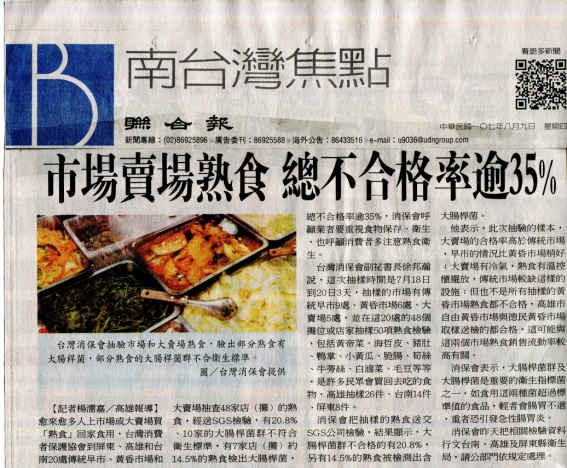 B
南台灣焦點
看更多新聞
聯合報
中華民國一〇七年八月九日 星期四
新聞專線：(02)86925896 廣告委刊：86925588 海外公告：86433516 e-mail：u9036@udngroup.com
市場賣場熟食 總不合格率逾35%
台灣消保會抽驗市場和大賣場熟食，驗出部分熟食有
大腸桿菌，部分熟食的大腸桿菌群不合衛生標準。
圖／台灣消保會提供
【記者楊濡嘉／高雄報導】
愈來愈多人上市場或大賣場買
「熟食」回家食用，台灣消費
者保護協會到屏東、高雄和台
南20處傳統早市、黃昏市場和
大賣場抽查48家店（攤）的熟
食，經送SGS檢驗，有20.8%
、10家的大腸桿菌群不符合
衛生標準，有7家店（攤）約
14.5%的熟食檢出大腸桿菌，
總不合格率逾35%，消保會呼
籲業者要重視食物保存、衛生
，也呼籲消費者多注意熟食衛
生。
台灣消保會副祕書長徐邦瀚
說，這次抽樣時間是7月18日
到20日3天，抽樣的市場有傳
統早市9處、黃昏市場6處、大
賣場5處，並在這20處的48個
攤位或店家抽樣50項熟食檢驗
，包括黃帝菜、海哲皮、豬肚
、鴨掌、小黃瓜、脆腸、筍絲
、牛蒡絲、白滷菜、毛豆等等
，是許多民眾會買回去吃的食
物，高雄抽樣26件、台南14件
、屏東8件。
消保會把抽樣的熟食送交
SGS公司檢驗，結果顯示，大
腸桿菌群不合格的有20.8%，
另有14.5%的熟食被檢測出含
大腸桿菌。
他表示，此次抽驗的樣本，
大賣場的合格率高於傳統市場
，早市的情況比黃昏市場稍好
；大賣場有冷氣，熟食有溫控
櫃擺放，傳統市場較缺這樣的
設施；但也不是所有抽樣的黃
昏市場熟食都不合格，高雄市
自由黃昏市場與德民黃昏市場
取樣送檢的都合格，這可能與
這兩個市場熟食銷售流動率較
高有關。
消保會表示，大腸桿菌群及
大腸桿菌是重要的衛生指標菌
之一，如食用這兩種菌超過標
準值的食品，輕者會腸胃不適
，重者恐引發急性腸胃炎。
消保會昨天把相關檢驗資料
行文台南、高雄及屏東縣衛生
局，請公部門依規定處理。